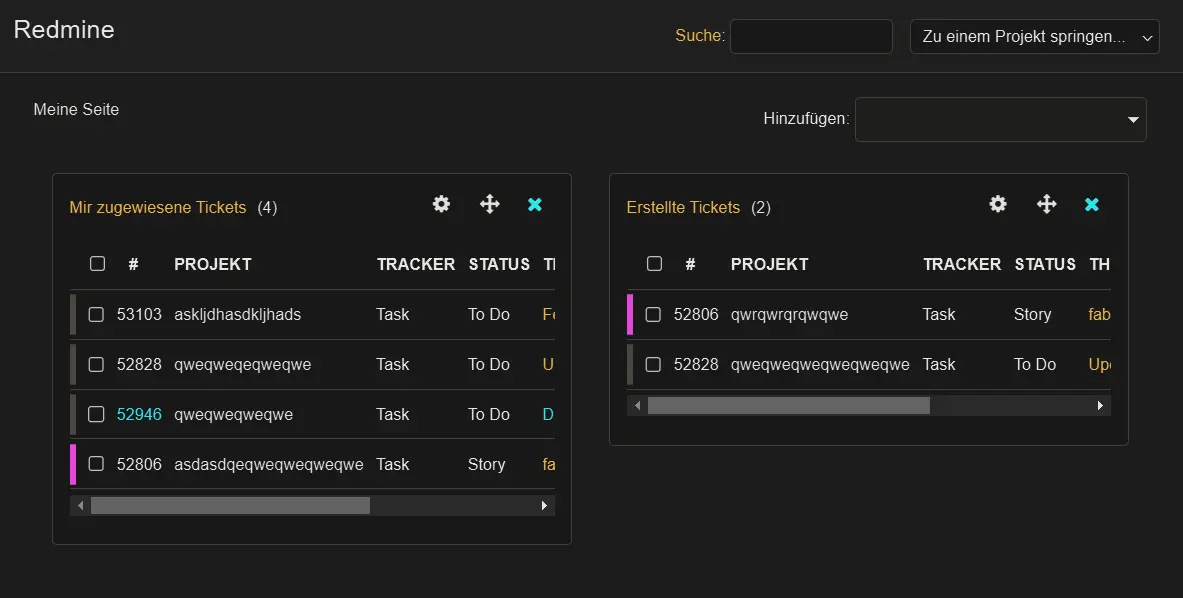 Redmine
Suche:
Zu einem Projekt springen...
Meine Seite
Hinzufügen:
Mir zugewiesene Tickets (4)
# PROJEKT TRACKER STATUS
53103 askljdhasdkljhads Task To Do
52828 qweqweqeqweqwe Task To Do
52946 qweqweqweqwe Task To Do
52806 asdasdqeqweqweqweqwe Task Story
Erstellte Tickets (2)
# PROJEKT TRACKER STATUS TH
52806 qwrqwrqrqwqwe Task Story fab
52828 qweqweqweqweqweqwe Task To Do Upd